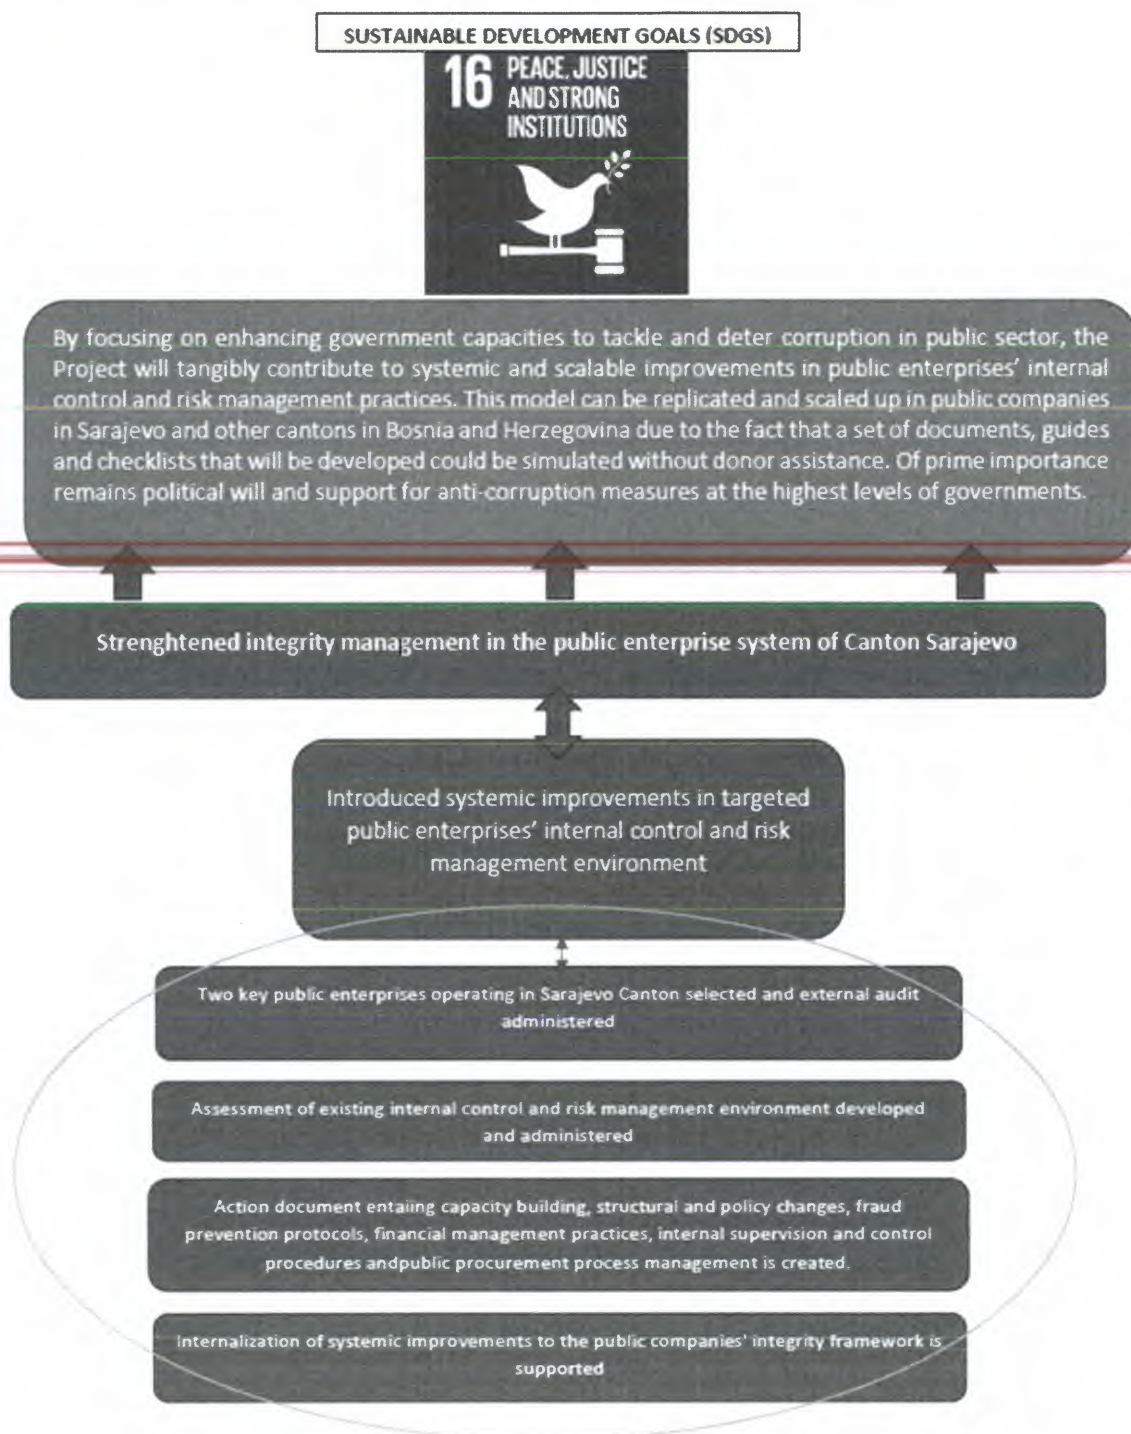 SUSTAINABLE DEVELOPMENT GOALS (SDGS)
16 PEACE, JUSTICE
AND STRONG
INSTITUTIONS
By focusing on enhancing government capacities to tackle and deter corruption in public sector, the
Project will tangibly contribute to systemic and scalable improvements in public enterprises' internal
control and risk management practices. This model can be replicated and scaled up in public companies
in Sarajevo and other cantons in Bosnia and Herzegovina due to the fact that a set of documents, guides
and checklists that will be developed could be simulated without donor assistance. Of prime importance
remains political will and support for anti-corruption measures at the highest levels of governments.
Strenghtened integrity management in the public enterprise system of Canton Sarajevo
Introduced systemic improvements in targeted
public enterprises' internal control and risk
management environment
Two key public enterprises operating in Sarajevo Canton selected and external audit
administered
Assessment of existing internal control and risk management environment developed
and administered
Action document entaiing capacity building, structural and policy changes, fraud
prevention protocols, financial management practices, internal supervision and control
procedures andpublic procurement process management is created.
Internalization of systemic improvements to the public companies' integrity framework is
supported